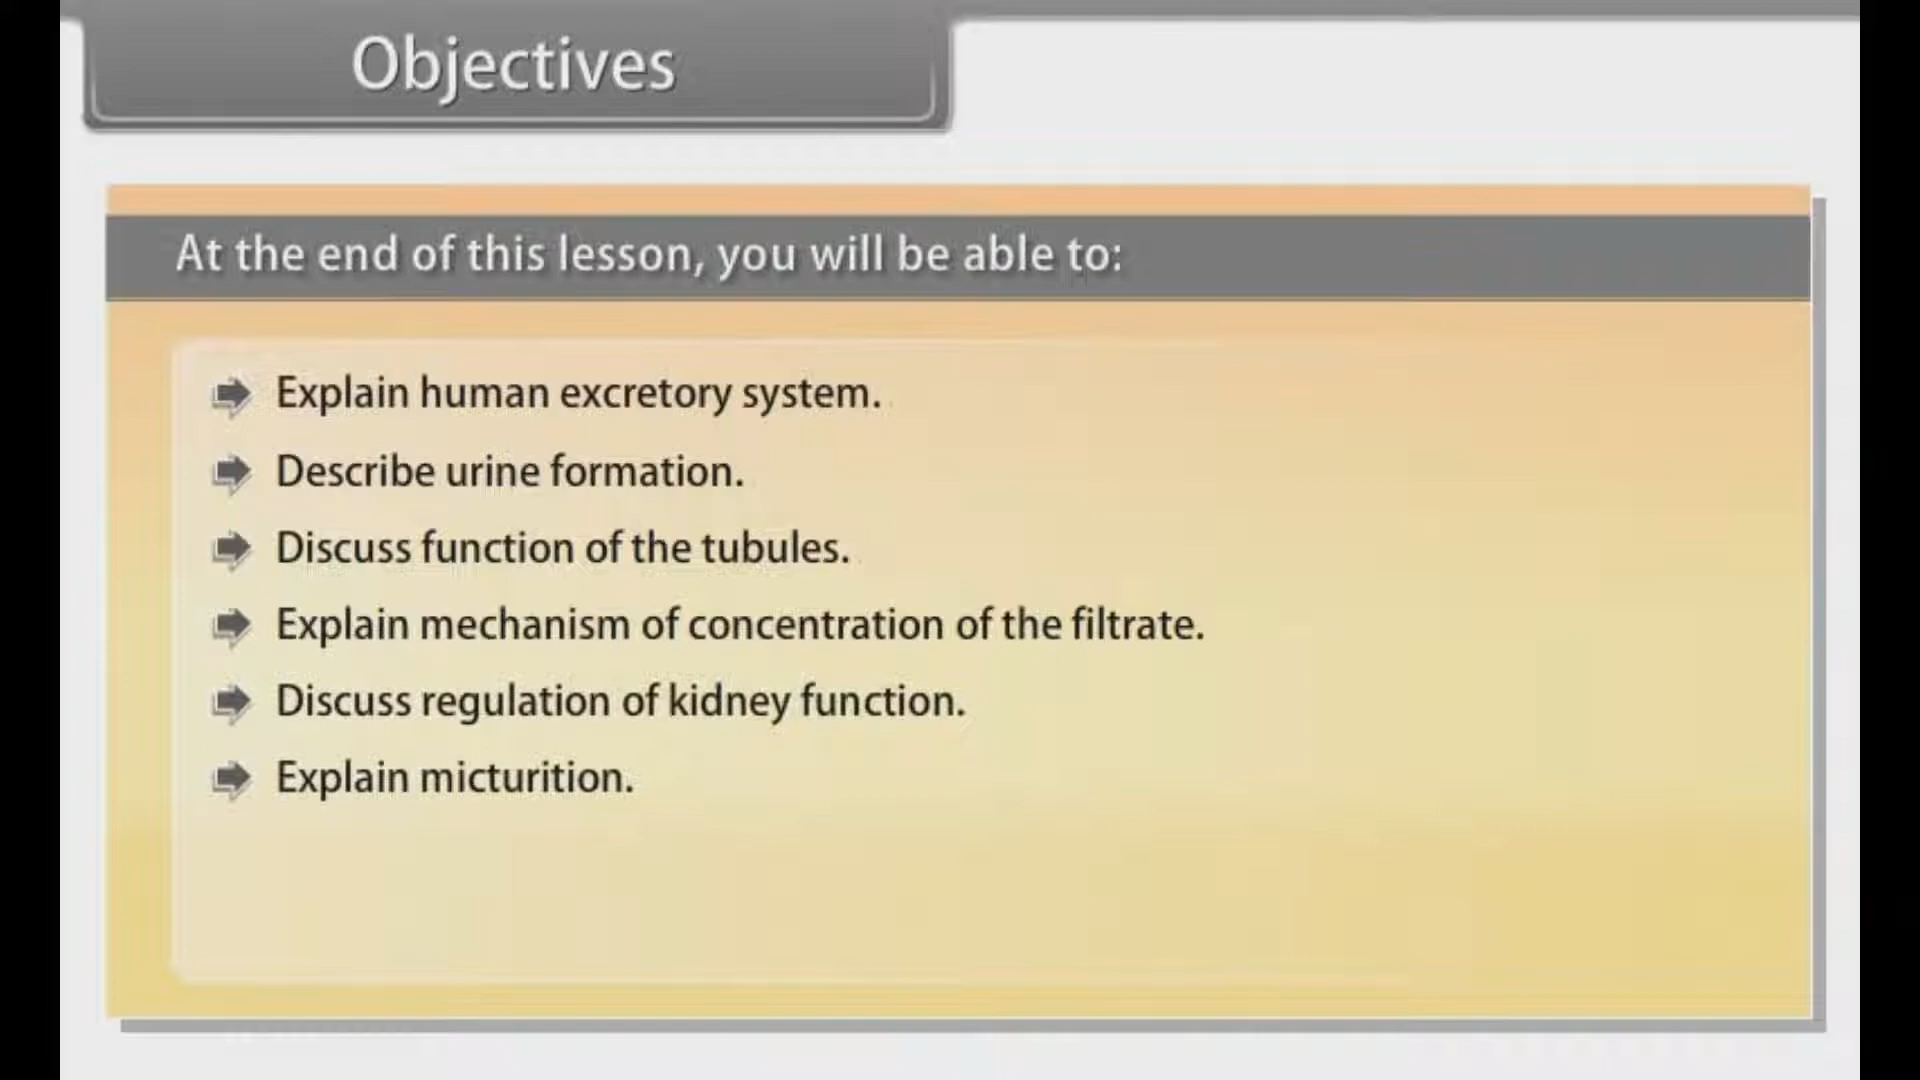 Objectives
At the end of this lesson, you will be able to:
Explain human excretory system.
Describe urine formation.
Discuss function of the tubules.
Explain mechanism of concentration of the filtrate.
Discuss regulation of kidney function.
Explain micturition.